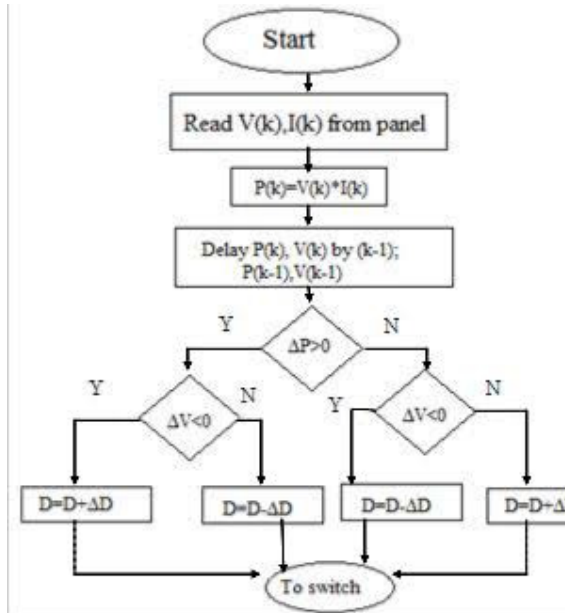 Start
Read V(k),I(k) from panel
P(k)=V(k)*I(k)
Delay P(k), V(k) by (k-1);
P(k-1),V(k-1)
Y
ΔP>0
N
Y
ΔV<0
N
Y
ΔV<0
N
D=D+ΔD
D=D-ΔD
D=D-ΔD
D=D+Δ
To switch